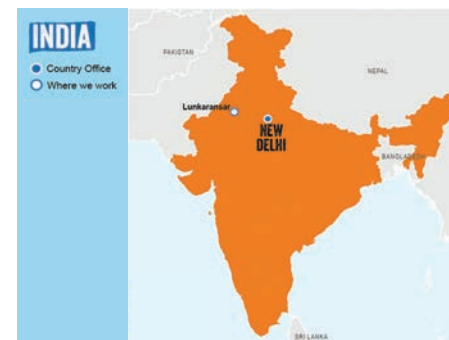 INDIA
Country Office
Where we work
PAKISTAN
NEPAL
Lunkaransar
NEW
DELHI
BANGLADESH
SRI LANKA